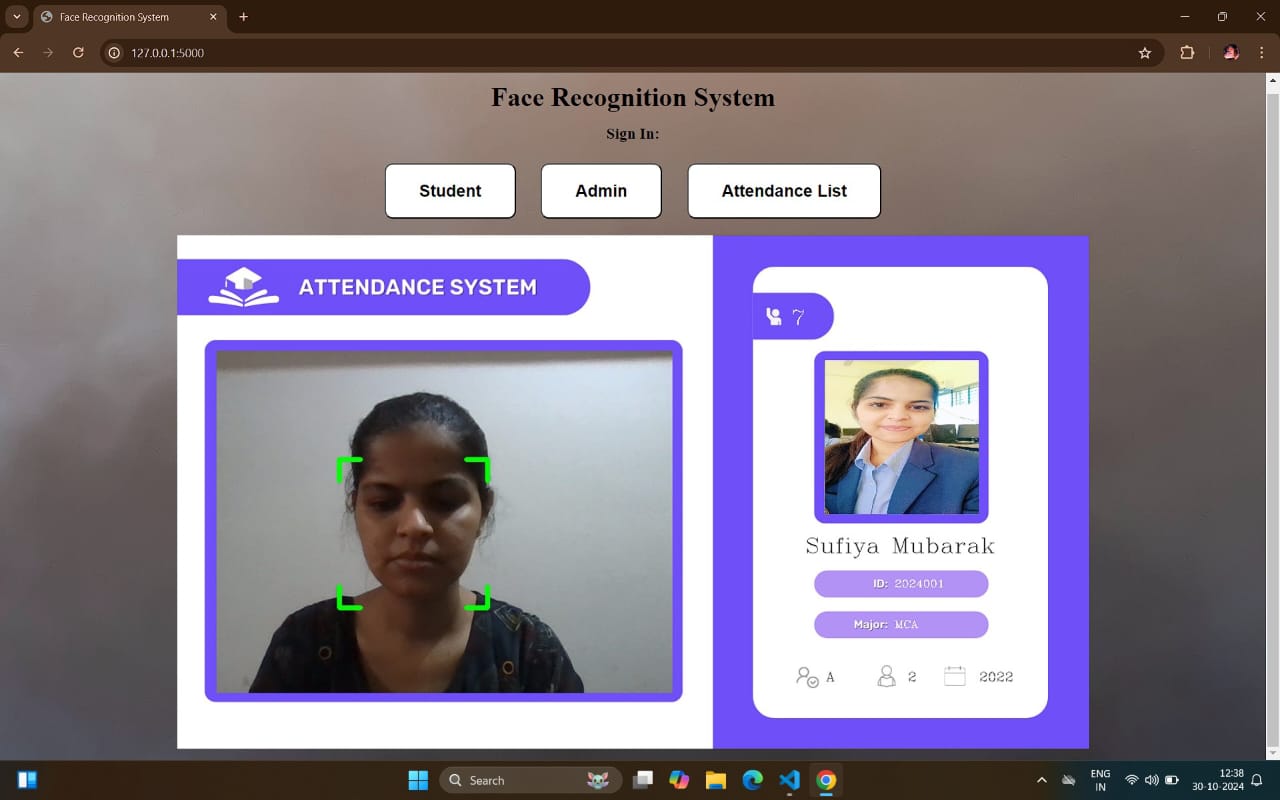 Face Recognition System
127.0.0.1:5000
Face Recognition System
Sign In:
Student
Admin
Attendance List
ATTENDANCE SYSTEM
7
Sufiya Mubarak
ID: 2024001
Major: MCA
A
2
2022
Search
ENG
IN
12:38
30-10-2024